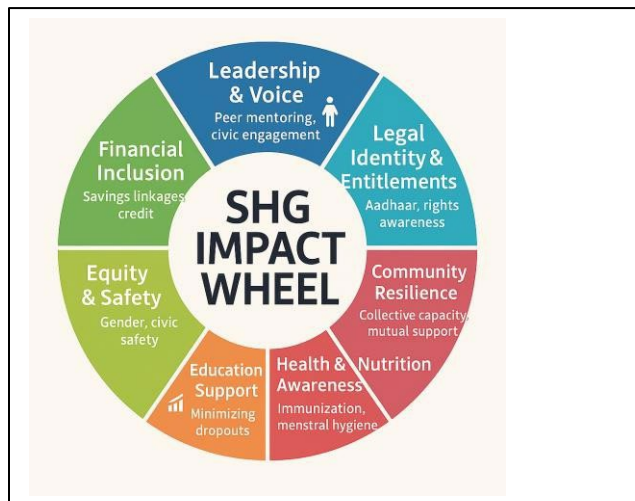 Leadership
& Voice
Peer mentoring,
civic engagement
Legal
Identity &
Entitlements
Aadhaar, rights
awareness
Community
Resilience
Collective capacity,
mutual support
Nutrition
Health &
Awareness
Immunization,
menstral hygiene
Education
Support
Minimizing
dropouts
Equity
& Safety
Gender, civic
safety
Financial
Inclusion
Savings linkages,
credit
SHG
IMPACT
WHEEL